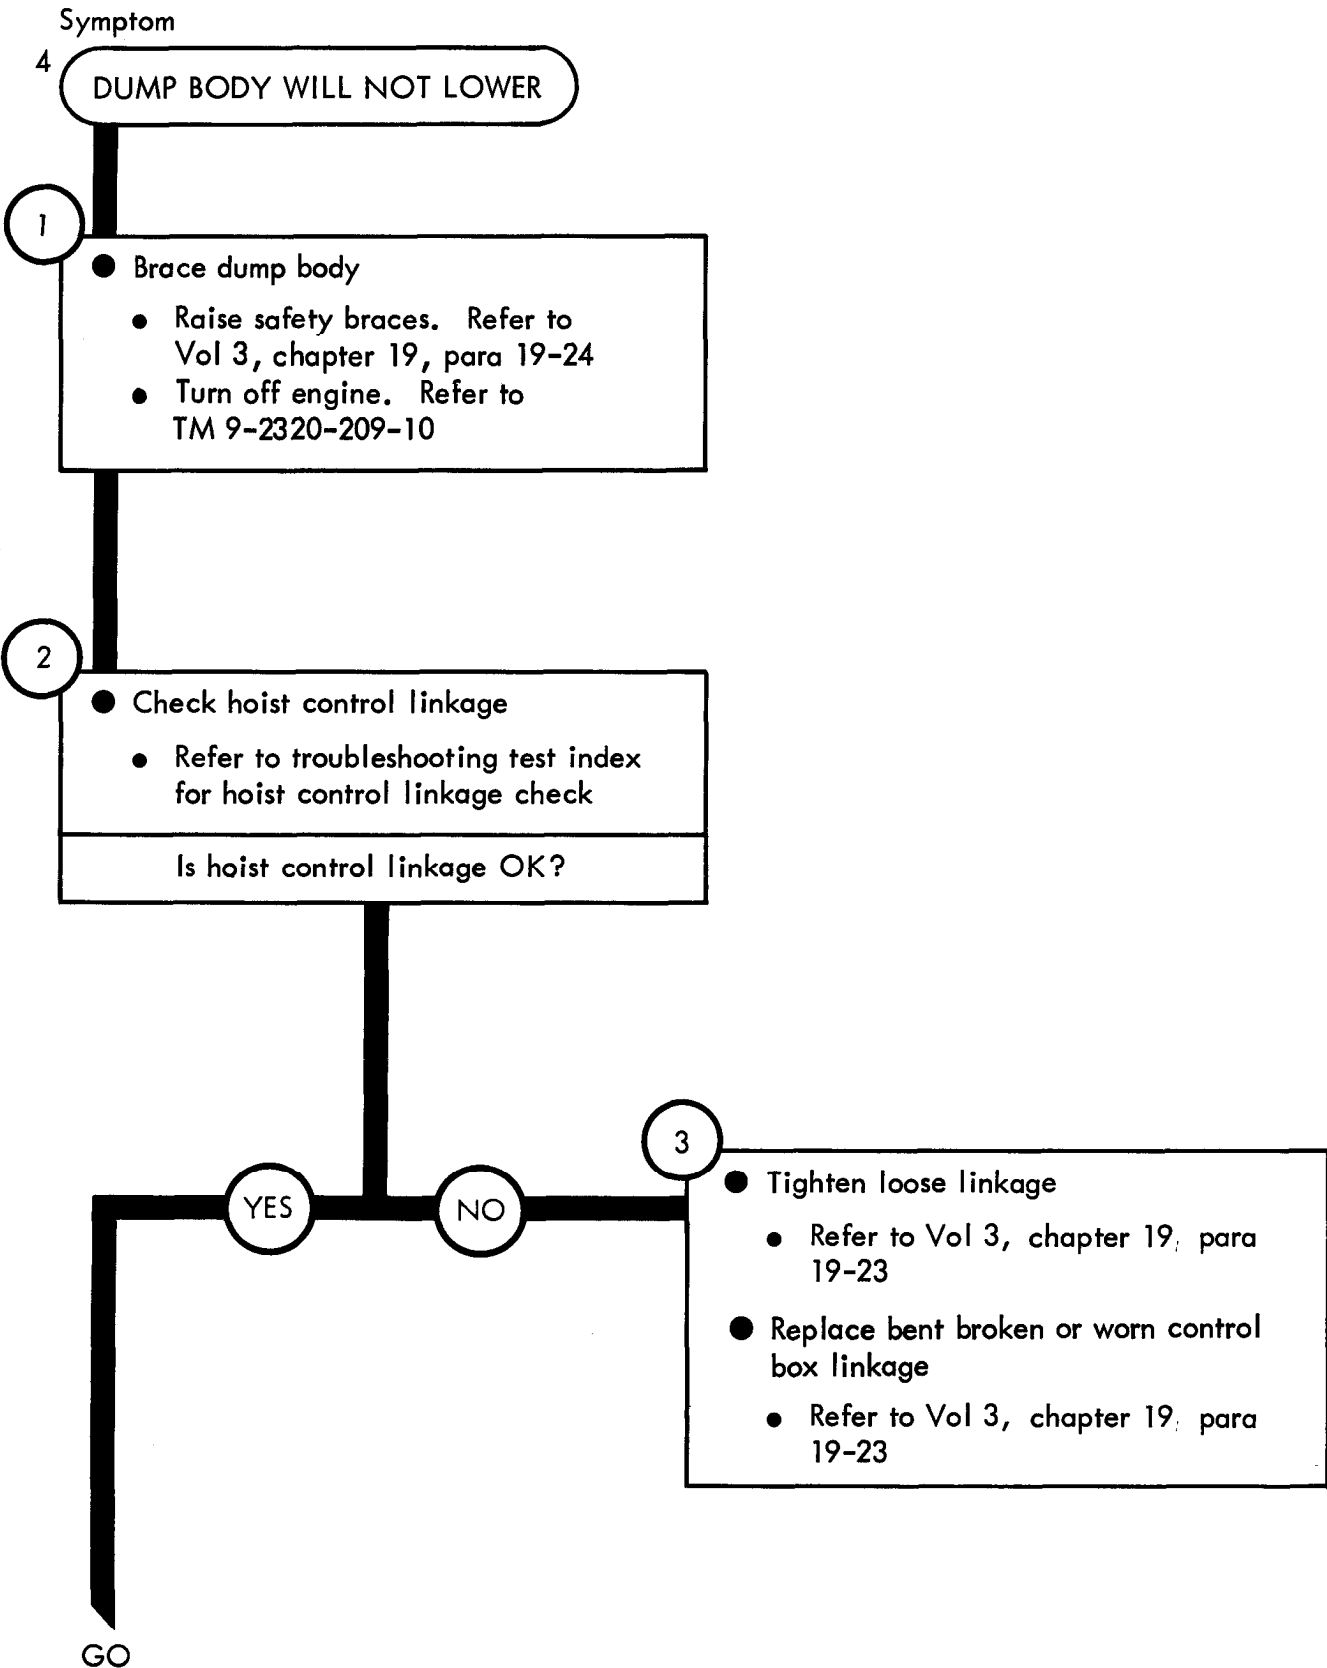 Symptom
4
DUMP BODY WILL NOT LOWER
1
● Brace dump body
● Raise safety braces. Refer to
Vol 3, chapter 19, para 19-24
● Turn off engine. Refer to
TM 9-2320-209-10
2
● Check hoist control linkage
● Refer to troubleshooting test index
for hoist control linkage check
Is hoist control linkage OK?
YES
NO
3
● Tighten loose linkage
● Refer to Vol 3, chapter 19, para
19-23
● Replace bent broken or worn control
box linkage
● Refer to Vol 3, chapter 19, para
19-23
GO